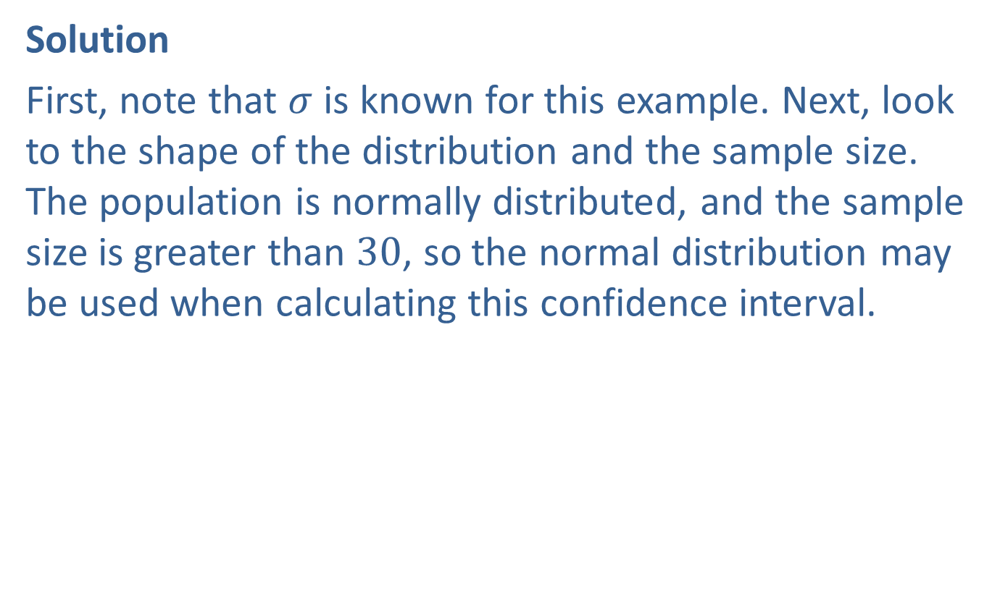 Solution
First, note that σ is known for this example. Next, look
to the shape of the distribution and the sample size.
The population is normally distributed, and the sample
size is greater than 30, so the normal distribution may
be used when calculating this confidence interval.